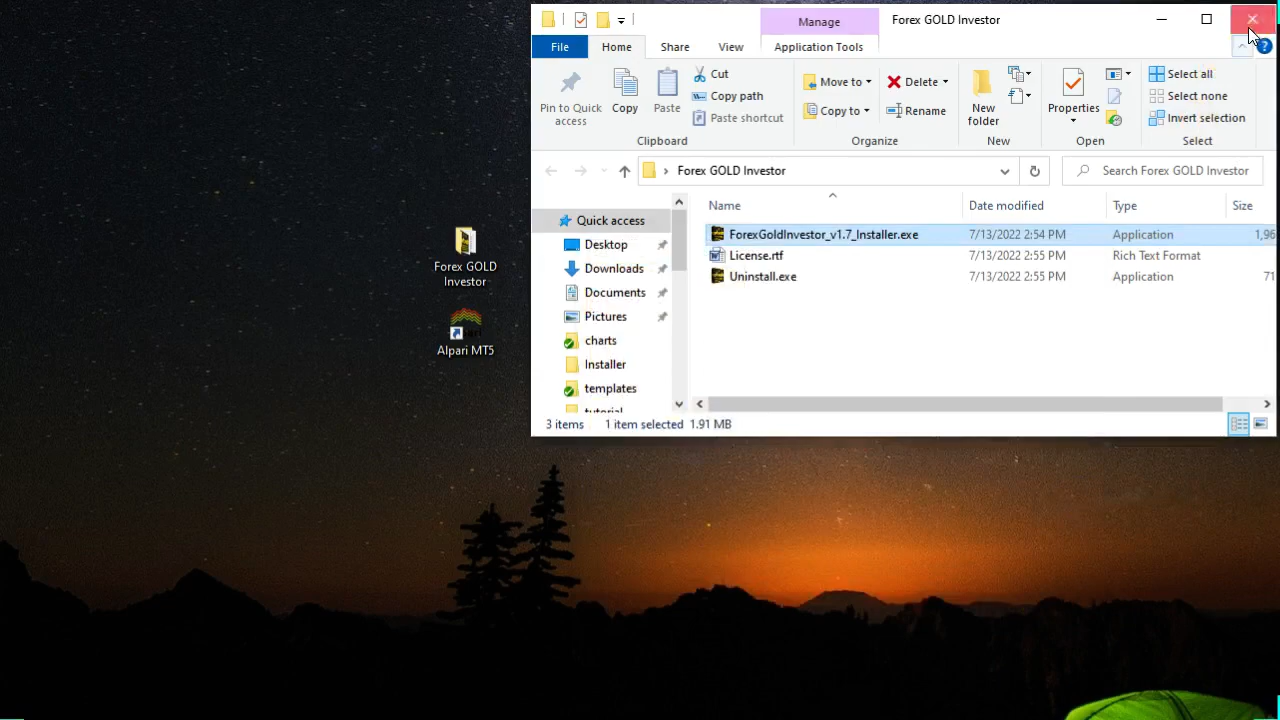 Manage
Forex GOLD Investor
File
Home
Share
View
Application Tools
Pin to Quick access
Copy
Paste
Cut
Copy path
Paste shortcut
Clipboard
Move to
Copy to
Delete
Rename
Organize
New folder
New
Properties
Open
Select all
Select none
Invert selection
Select
Forex GOLD Investor
Search Forex GOLD Investor
Name
Date modified
Type
Size
Quick access
Desktop
Downloads
Documents
Pictures
charts
Installer
templates
tutorial
ForexGoldInvestor_v1.7_Installer.exe 7/13/2022 2:54 PM Application 1,96
License.rtf 7/13/2022 2:55 PM Rich Text Format
Uninstall.exe 7/13/2022 2:55 PM Application 71
3 items 1 item selected 1.91 MB
Forex GOLD
Investor
Alpari MT5